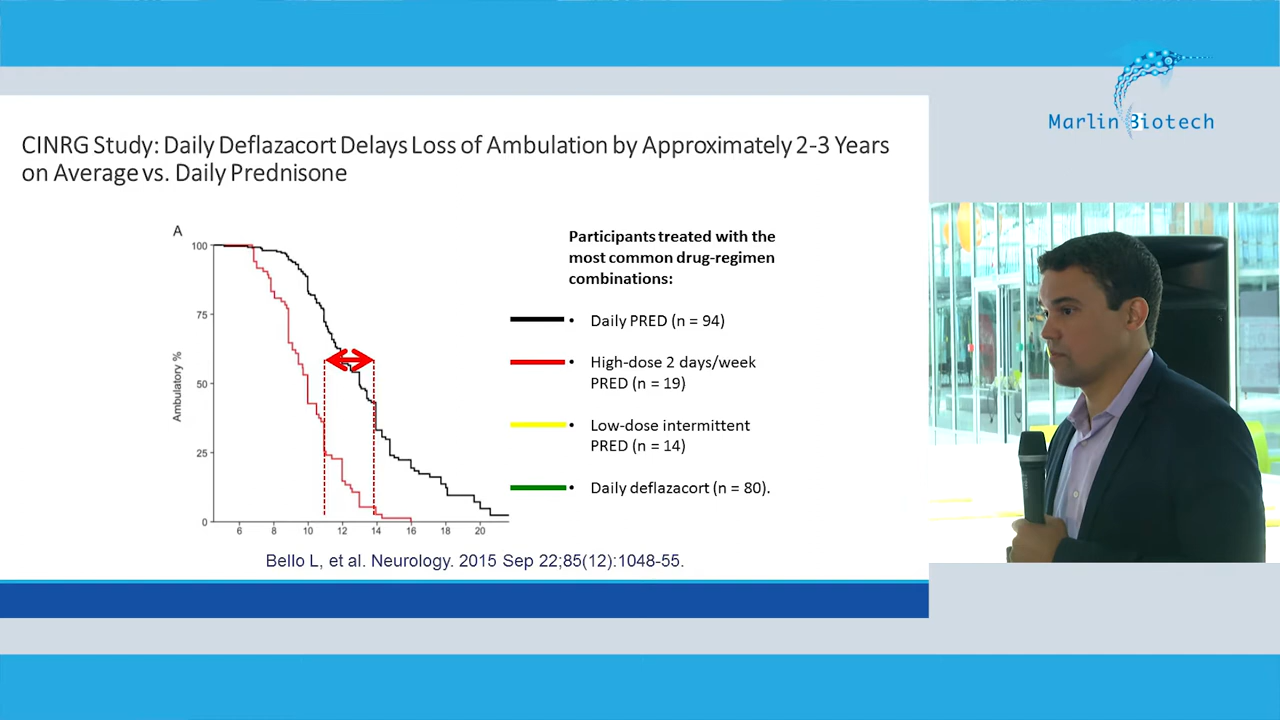 Marlin Biotech
CINRG Study: Daily Deflazacort Delays Loss of Ambulation by Approximately 2-3 Years
on Average vs. Daily Prednisone
A
Ambulatory %
100
75
50
25
0
6 8 10 12 14 16 18 20
Participants treated with the
most common drug-regimen
combinations:
• Daily PRED (n = 94)
• High-dose 2 days/week
PRED (n = 19)
• Low-dose intermittent
PRED (n = 14)
• Daily deflazacort (n = 80).
Bello L, et al. Neurology. 2015 Sep 22;85(12):1048-55.